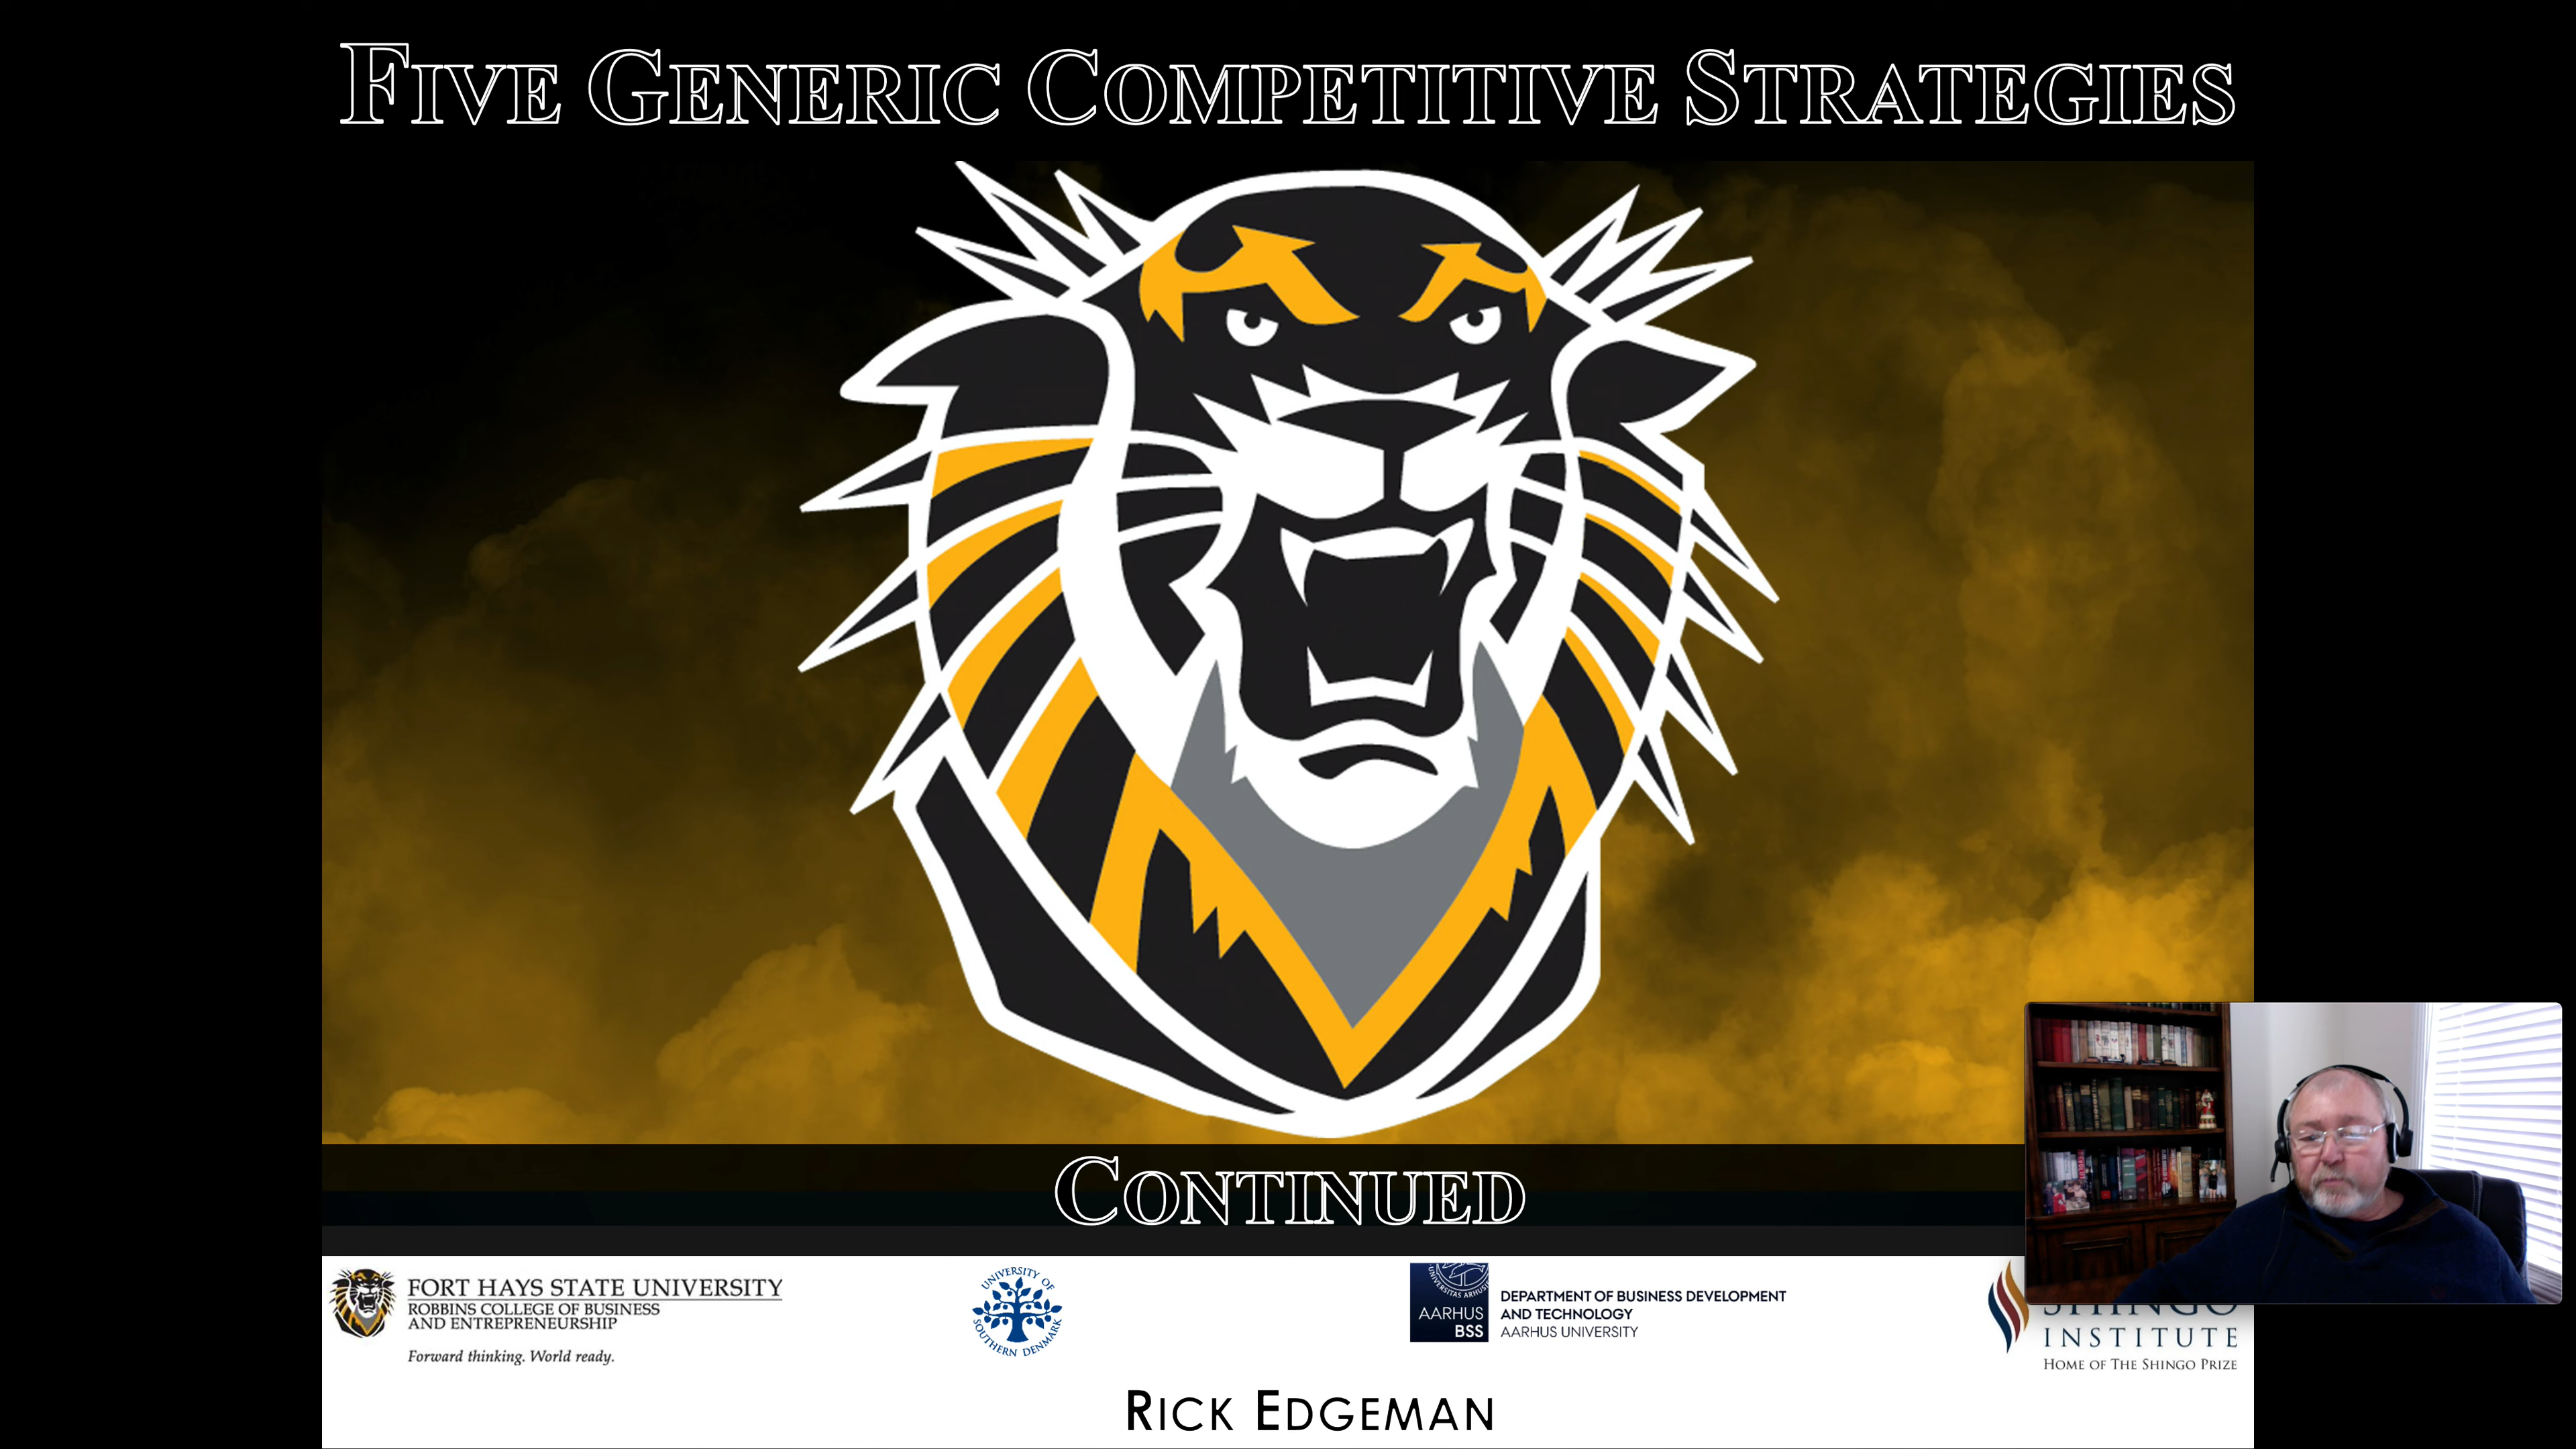 FIVE GENERIC COMPETITIVE STRATEGIES
CONTINUED
FORT HAYS STATE UNIVERSITY
ROBBINS COLLEGE OF BUSINESS
AND ENTREPRENEURSHIP
Forward thinking. World ready.
UNIVERSITY OF
SOUTHERN DENMARK
AARHUS
BSS
DEPARTMENT OF BUSINESS DEVELOPMENT
AND TECHNOLOGY
AARHUS UNIVERSITY
SHINGO
INSTITUTE
HOME OF THE SHINGO PRIZE
RICK EDGEMAN